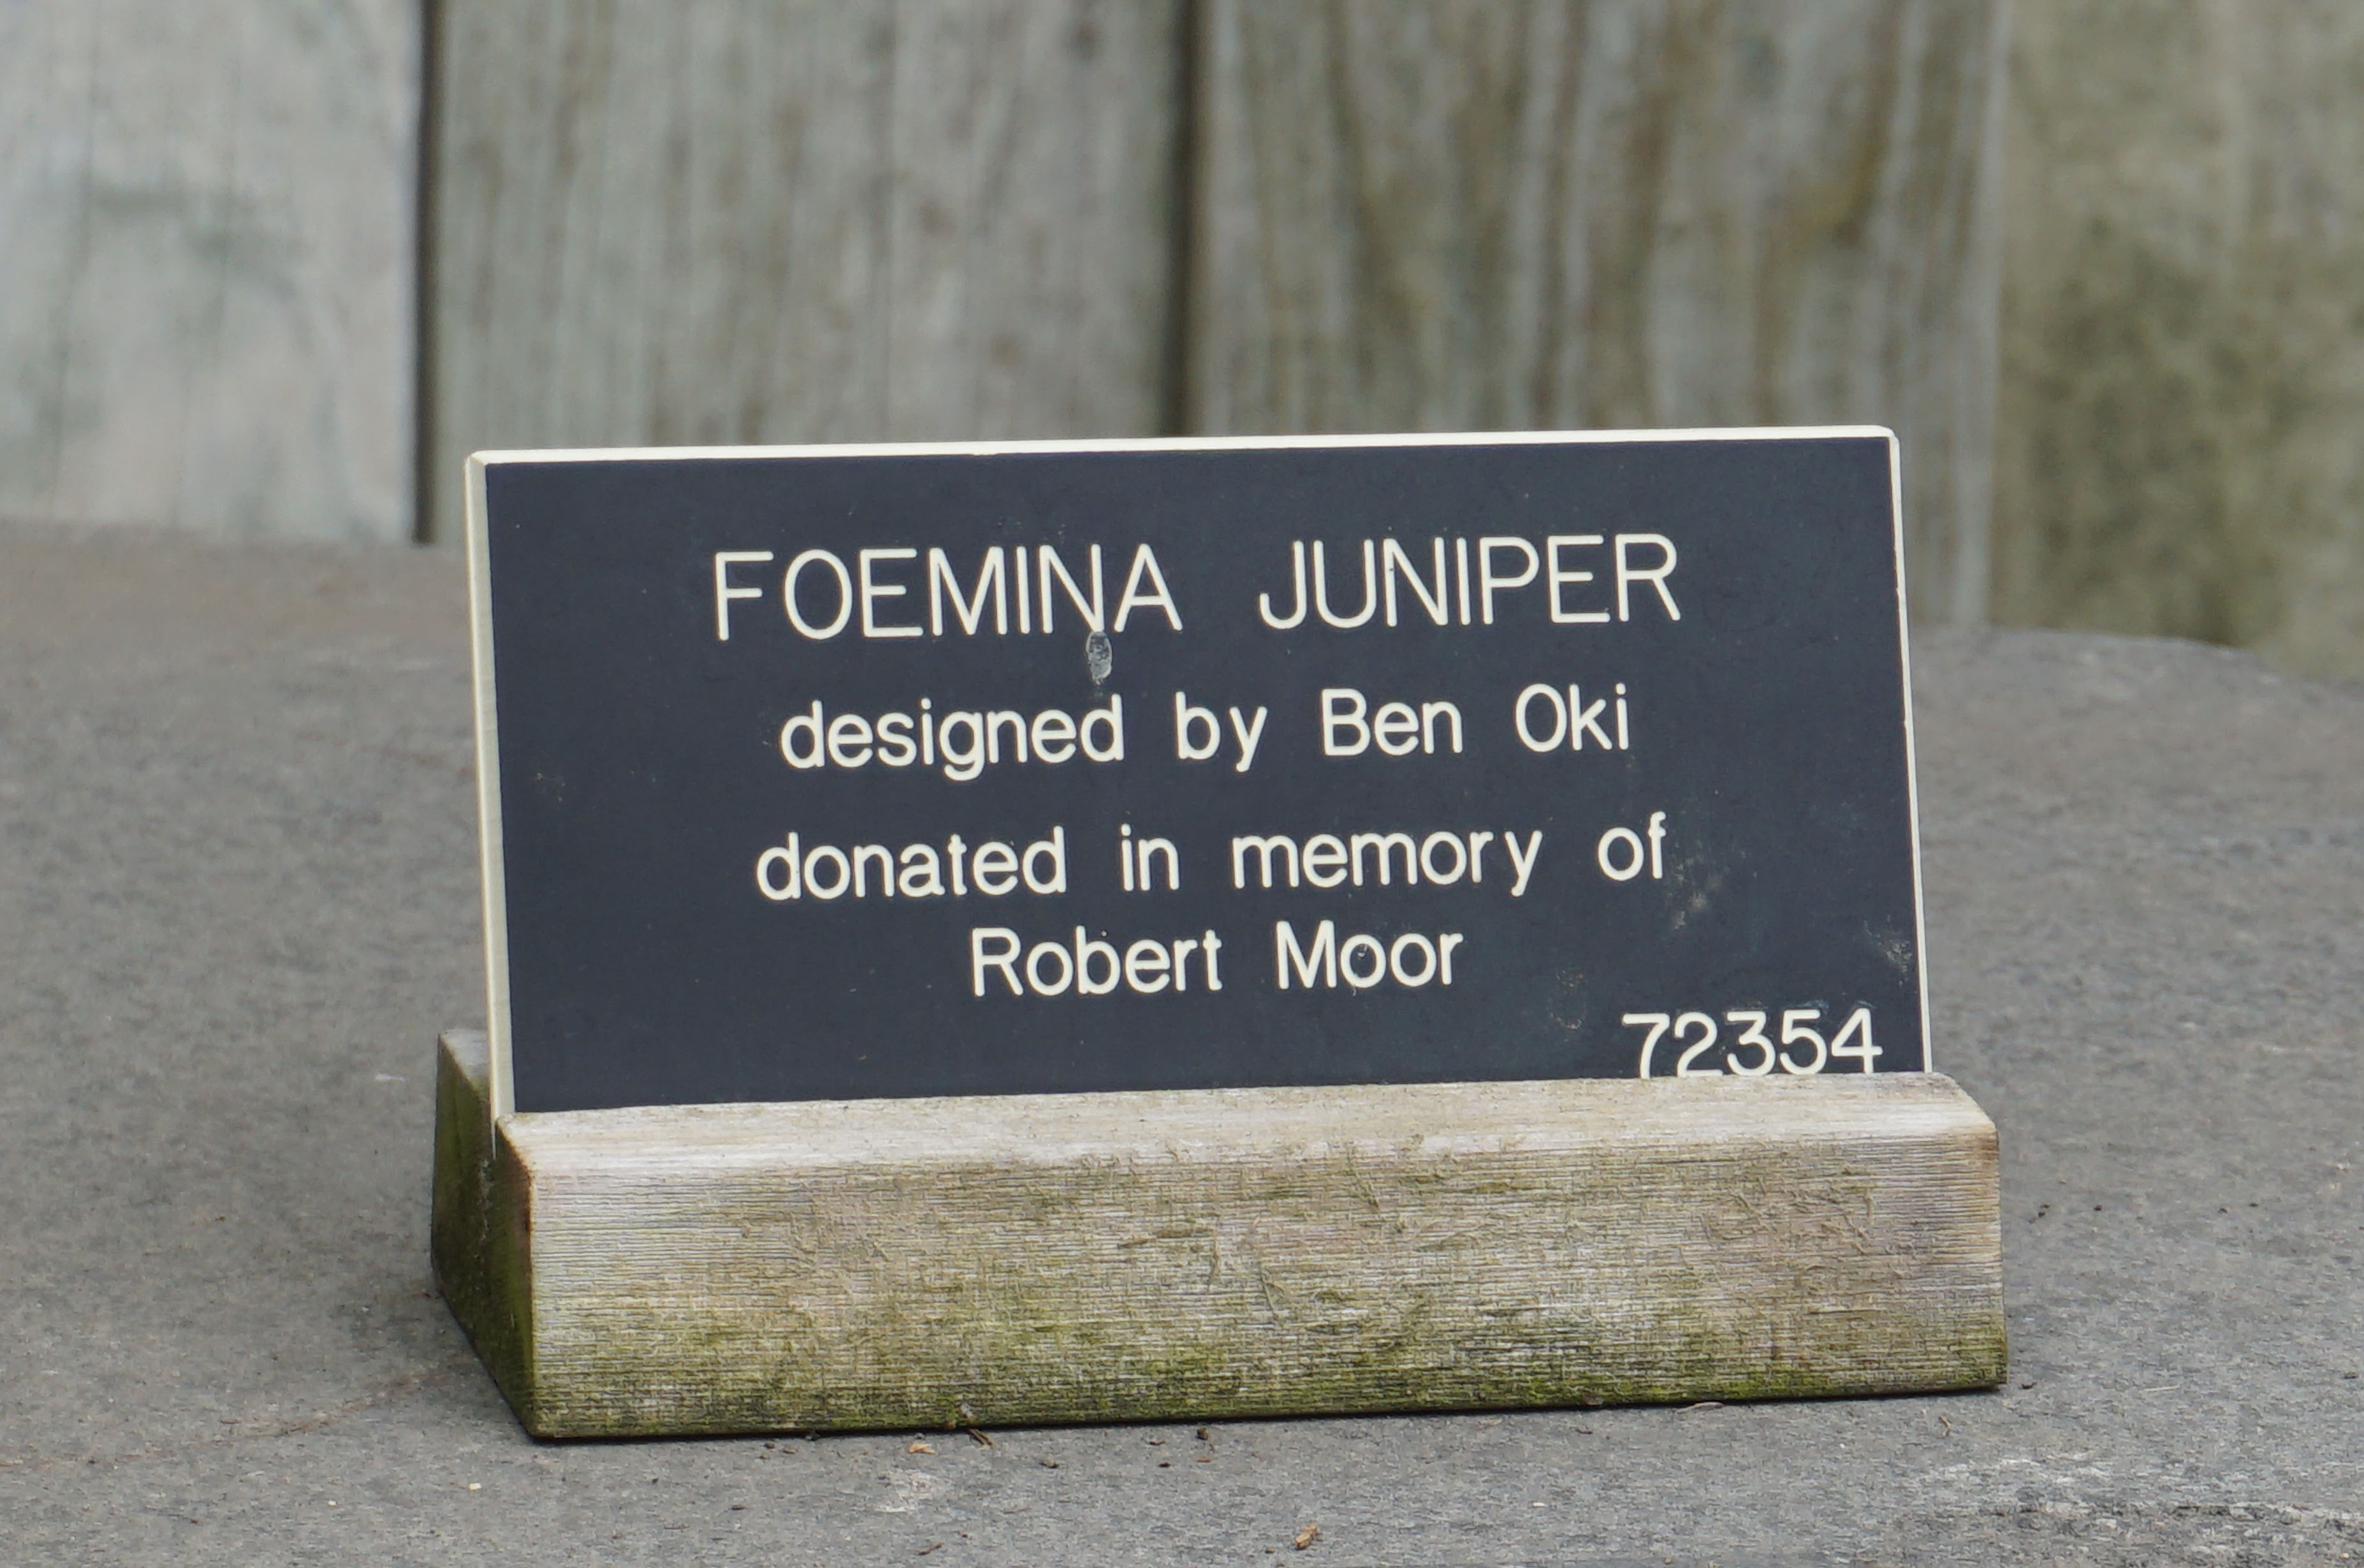 FOEMINA JUNIPER
designed by Ben Oki
donated in memory of
Robert Moor
72354